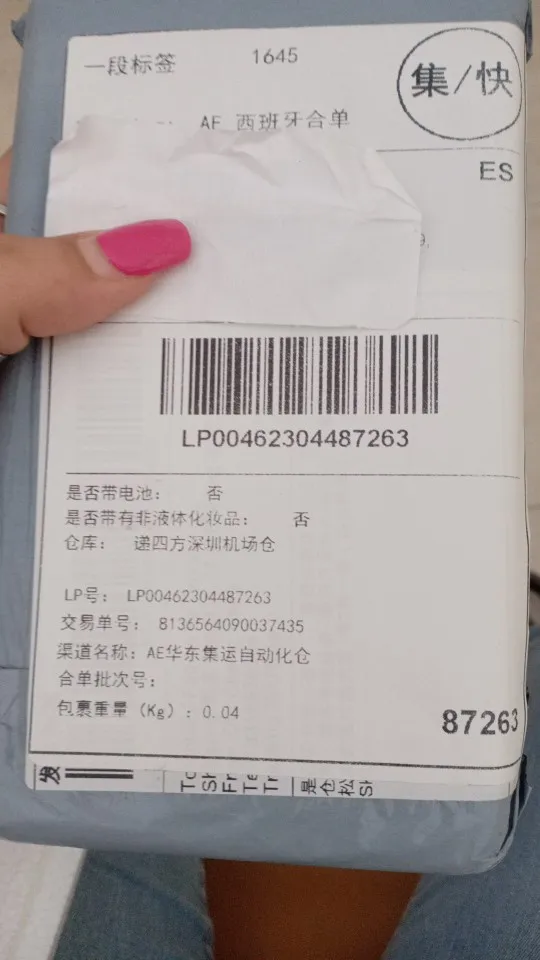 一段标签 1645
集/快
AE 西班牙合单
ES
9,
LP00462304487263
是否带电池： 否
是否带有非液体化妆品： 否
仓库： 递四方深圳机场仓
LP号： LP00462304487263
交易单号： 8136564090037435
渠道名称： AE华东集运自动化仓
合单批次号：
包裹重量（Kg）：0.04
87263
发